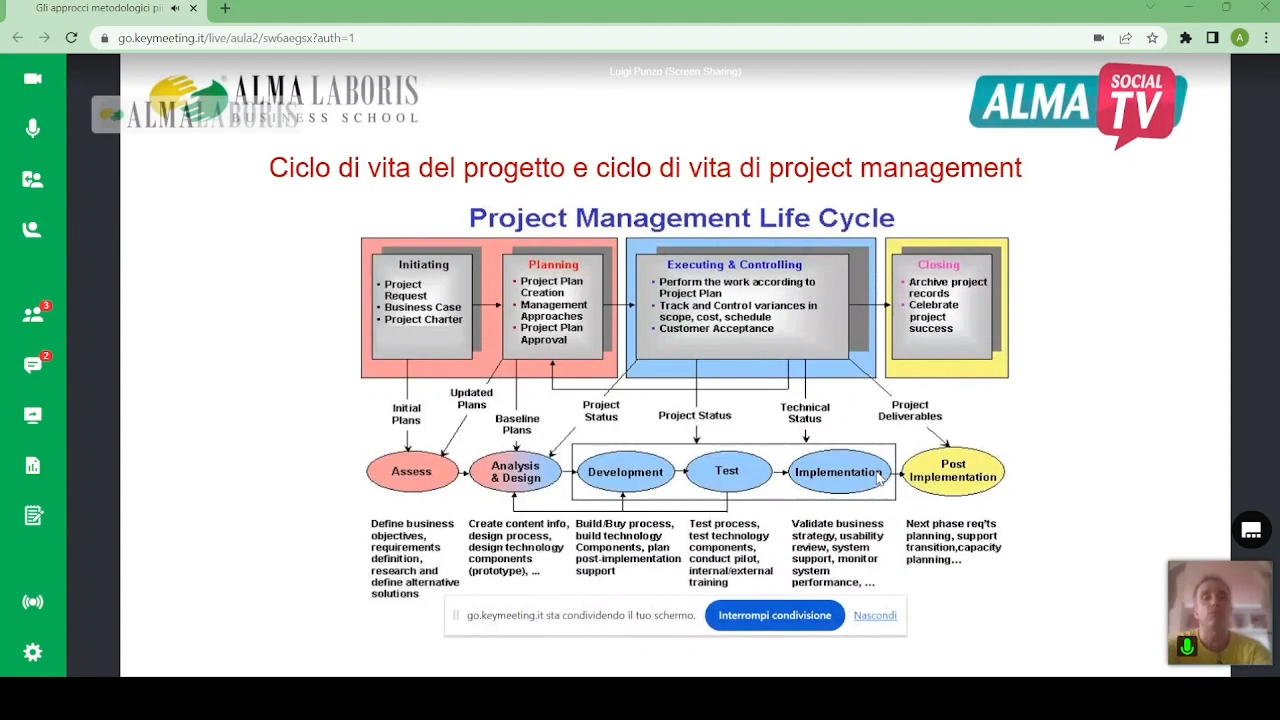 Gli approcci metodologici più
go.keymeeting.it/live/aula2/sw6aegsx?auth=1
A
Luigi Punzo (Screen Sharing)
ALMA LABORIS
BUSINESS SCHOOL
ALMALABORIS
ALMA
SOCIAL
TV
3
2
Ciclo di vita del progetto e ciclo di vita di project management
Project Management Life Cycle
Initiating
• Project
Request
• Business Case
• Project Charter
Planning
• Project Plan
Creation
• Management
Approaches
• Project Plan
Approval
Executing & Controlling
• Perform the work according to
Project Plan
• Track and Control variances in
scope, cost, schedule
• Customer Acceptance
Closing
• Archive project
records
• Celebrate
project
success
Initial
Plans
Updated
Plans
Baseline
Plans
Project
Status
Project Status
Technical
Status
Project
Deliverables
Assess
Analysis
& Design
Development
Test
Implementation
Post
Implementation
Define business
objectives,
requirements
definition,
research and
define alternative
solutions
Create content info,
design process,
design technology
components
(prototype), ...
Build/Buy process,
build technology
Components, plan
post-implementation
support
Test process,
test technology
components,
conduct pilot,
internal/external
training
Validate business
strategy, usability
review, system
support, monitor
system
performance, ...
Next phase req'ts
planning, support
transition,capacity
planning...
go.keymeeting.it sta condividendo il tuo schermo.
Interrompi condivisione
Nascondi